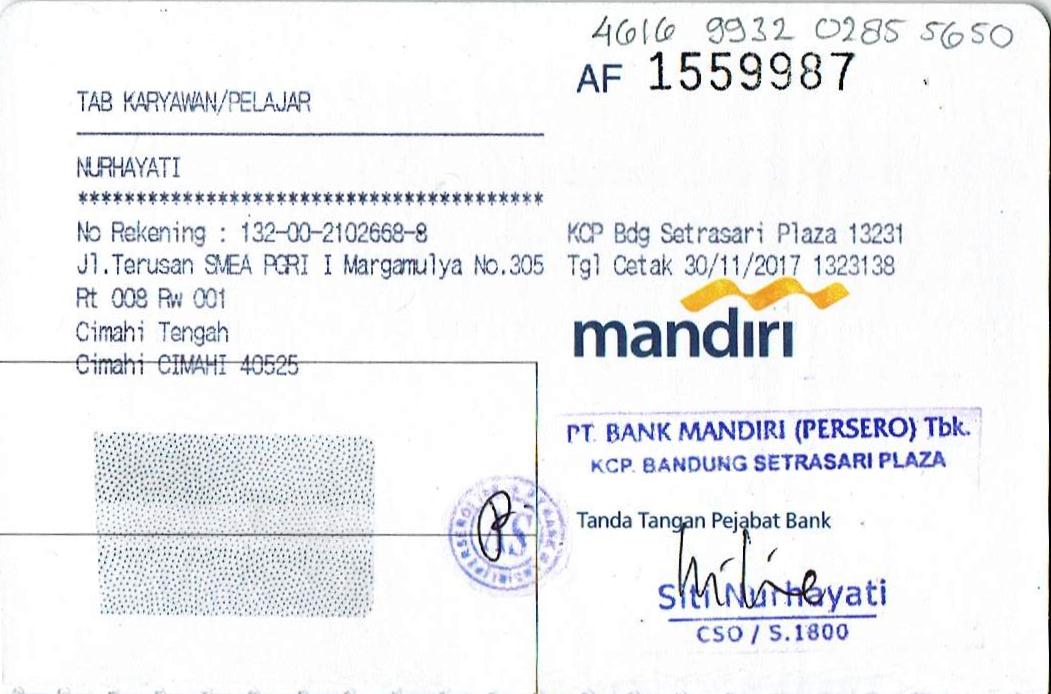 4616 9932 0285 5650
AF 1559987
TAB KARYAWAN/PELAJAR
NURHAYATI
****************************************
No Rekening : 132-00-2102668-8
Jl.Terusan SMEA PGRI I Margamulya No.305
Rt 008 Rw 001
Cimahi Tengah
Cimahi CIMAHI 40525
KCP Bdg Setrasari Plaza 13231
Tgl Cetak 30/11/2017 1323138
mandiri
PT. BANK MANDIRI (PERSERO) Tbk.
KCP. BANDUNG SETRASARI PLAZA
Tanda Tangan Pejabat Bank
Siti Nurhayati
CSO / S.1800